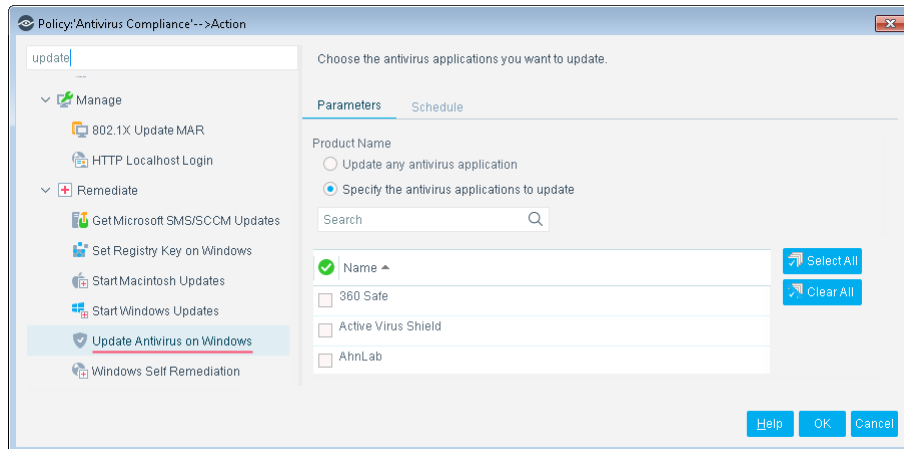 Policy:'Antivirus Compliance'-->Action
update
Manage
802.1X Update MAR
HTTP Localhost Login
Remediate
Get Microsoft SMS/SCCM Updates
Set Registry Key on Windows
Start Macintosh Updates
Start Windows Updates
Update Antivirus on Windows
Windows Self Remediation
Choose the antivirus applications you want to update.
Parameters Schedule
Product Name
Update any antivirus application
Specify the antivirus applications to update
Search
Name
360 Safe
Active Virus Shield
AhnLab
Select All
Clear All
Help OK Cancel